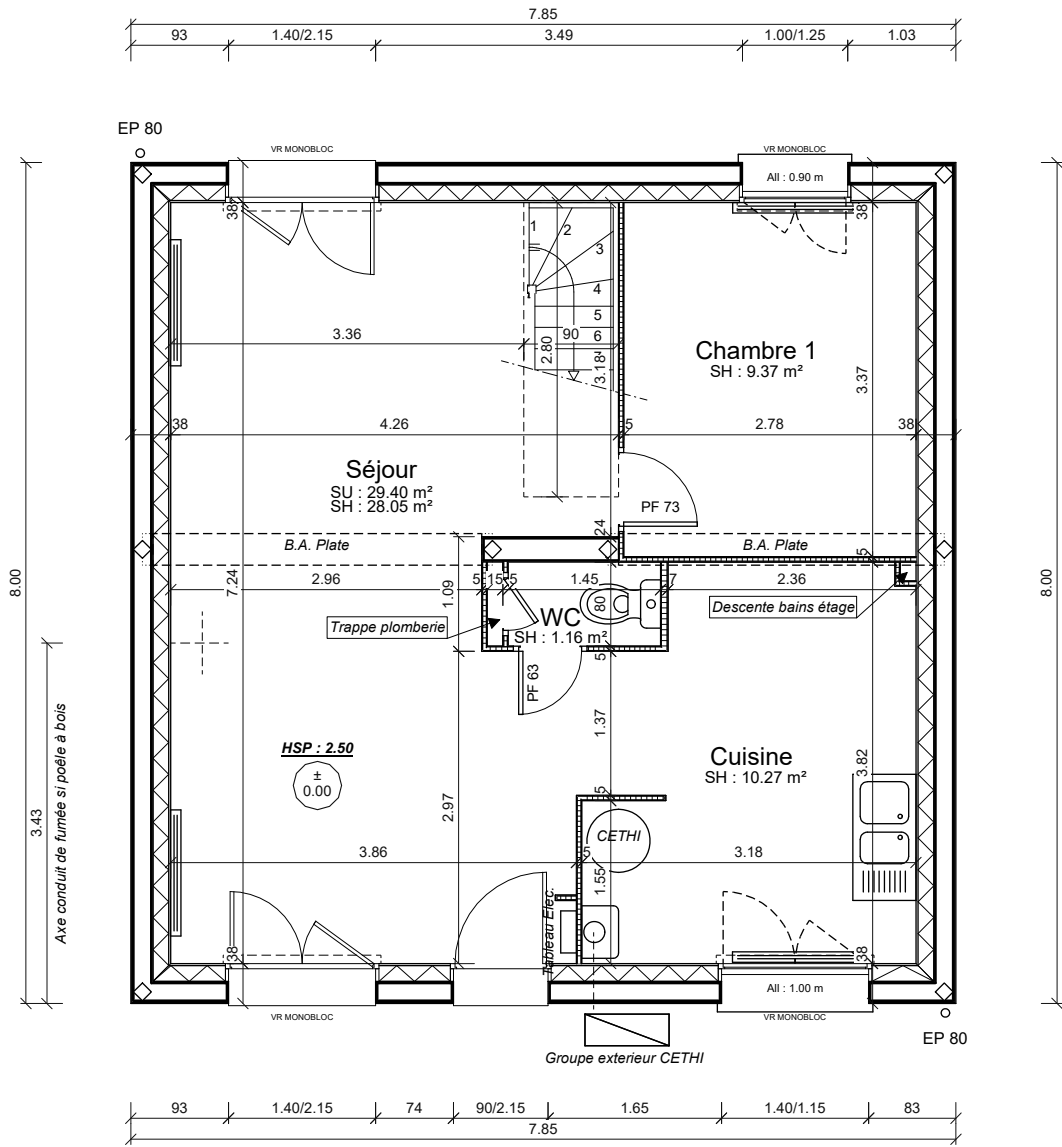 7.85
93
1.40/2.15
3.49
1.00/1.25
1.03
EP 80
VR MONOBLOC
VR MONOBLOC
All : 0.90 m
38
38
1
2
3
4
5
6
3.36
90
2.80
3.18
Chambre 1
SH : 9.37 m²
3.37
38
4.26
5
2.78
38
Séjour
SU : 29.40 m²
SH : 28.05 m²
PF 73
24
B.A. Plate
B.A. Plate
5
8.00
7.24
8.00
2.96
1.09
5
15
5
1.45
7
2.36
80
WC
SH : 1.16 m²
Trappe plomberie
Descente bains étage
5
PF 63
1.37
HSP : 2.50
±
0.00
Cuisine
SH : 10.27 m²
3.82
3.43
Axe conduit de fumée si poêle à bois
2.97
5
CETHI
3.86
5
3.18
1.55
Tableau Elec.
38
38
All : 1.00 m
VR MONOBLOC
VR MONOBLOC
EP 80
Groupe exterieur CETHI
93
1.40/2.15
74
90/2.15
1.65
1.40/1.15
83
7.85